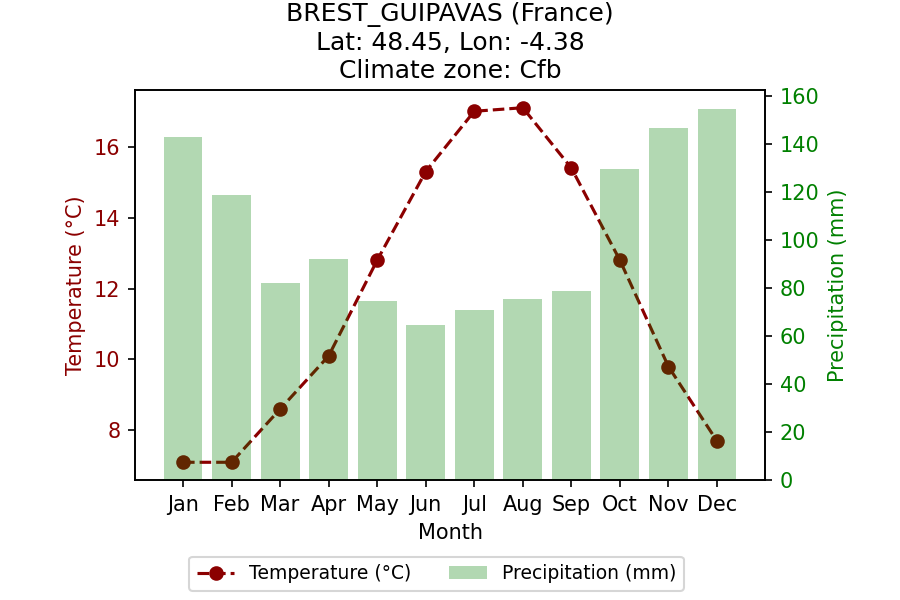 BREST_GUIPAVAS (France)
Lat: 48.45, Lon: -4.38
Climate zone: Cfb
Temperature (°C)
16
14
12
10
8
160
140
120
100
80
60
40
20
0
Precipitation (mm)
Jan Feb Mar Apr May Jun Jul Aug Sep Oct Nov Dec
Month
Temperature (°C) Precipitation (mm)